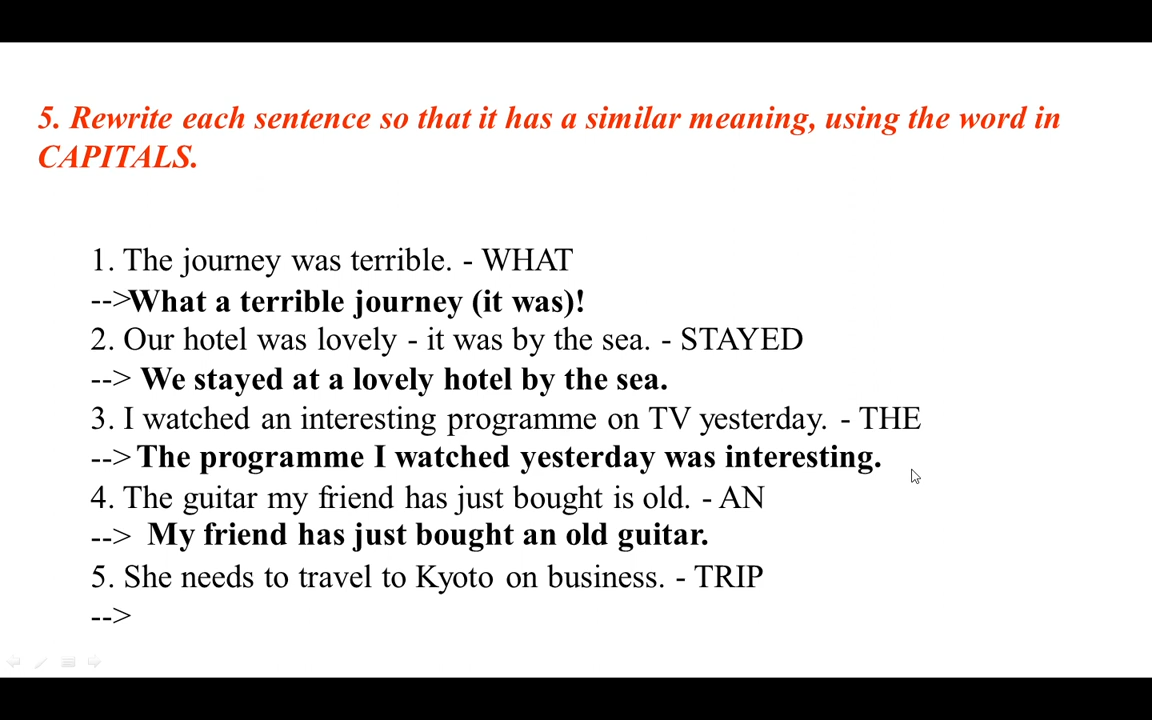 5. Rewrite each sentence so that it has a similar meaning, using the word in
CAPITALS.
1. The journey was terrible. - WHAT
-->What a terrible journey (it was)!
2. Our hotel was lovely - it was by the sea. - STAYED
--> We stayed at a lovely hotel by the sea.
3. I watched an interesting programme on TV yesterday. - THE
--> The programme I watched yesterday was interesting.
4. The guitar my friend has just bought is old. - AN
--> My friend has just bought an old guitar.
5. She needs to travel to Kyoto on business. - TRIP
-->